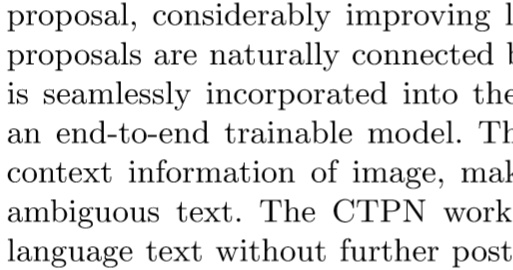 proposal, considerably improving l
proposals are naturally connected b
is seamlessly incorporated into the
an end-to-end trainable model. Th
context information of image, mak
ambiguous text. The CTPN work
language text without further post